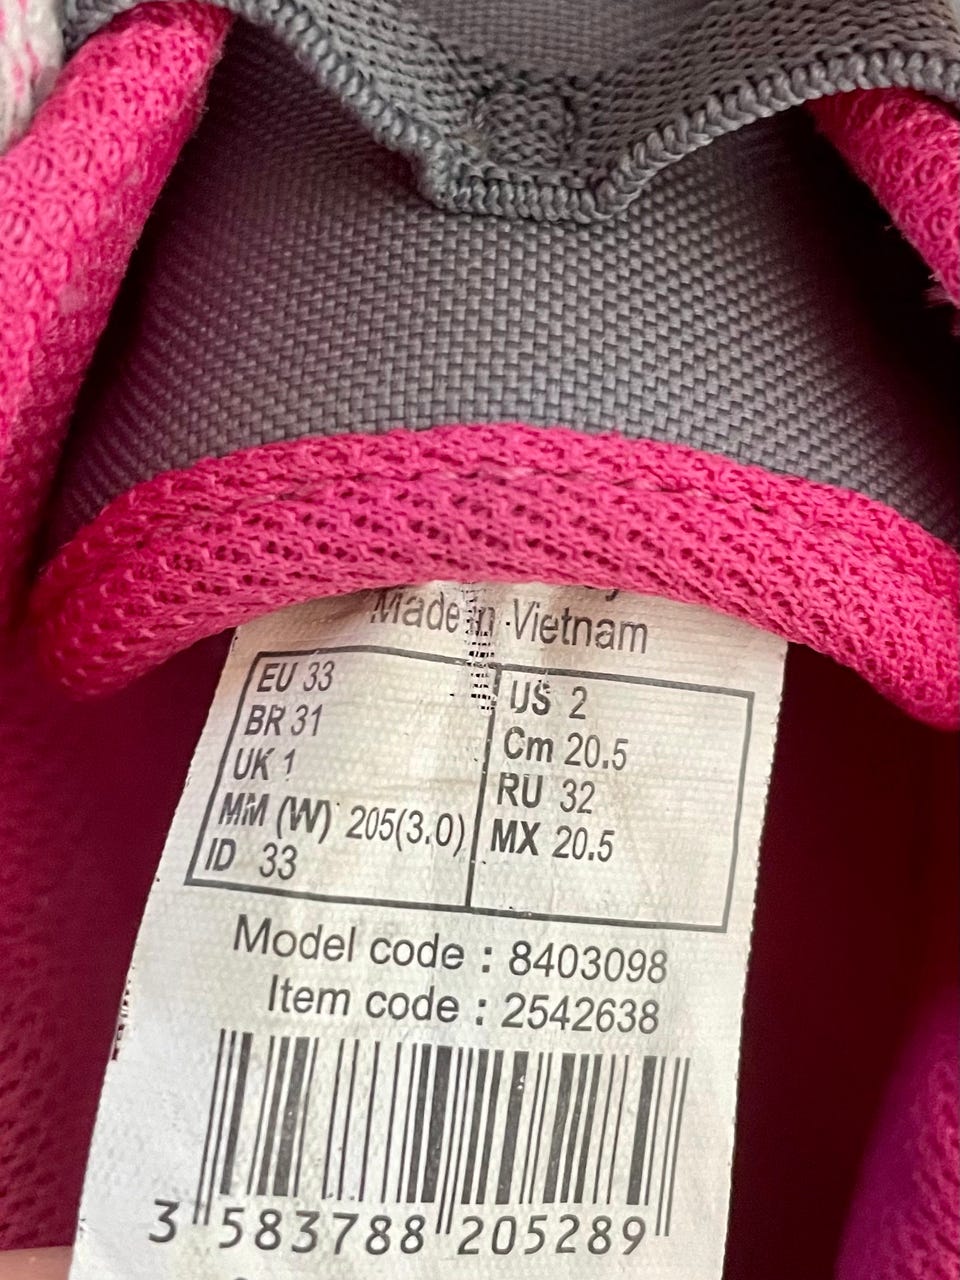 Made in Vietnam
EU 33
BR 31
UK 1
MM (W) 205(3.0)
ID 33
US 2
Cm 20.5
RU 32
MX 20.5
Model code : 8403098
Item code : 2542638
3 583788 205289